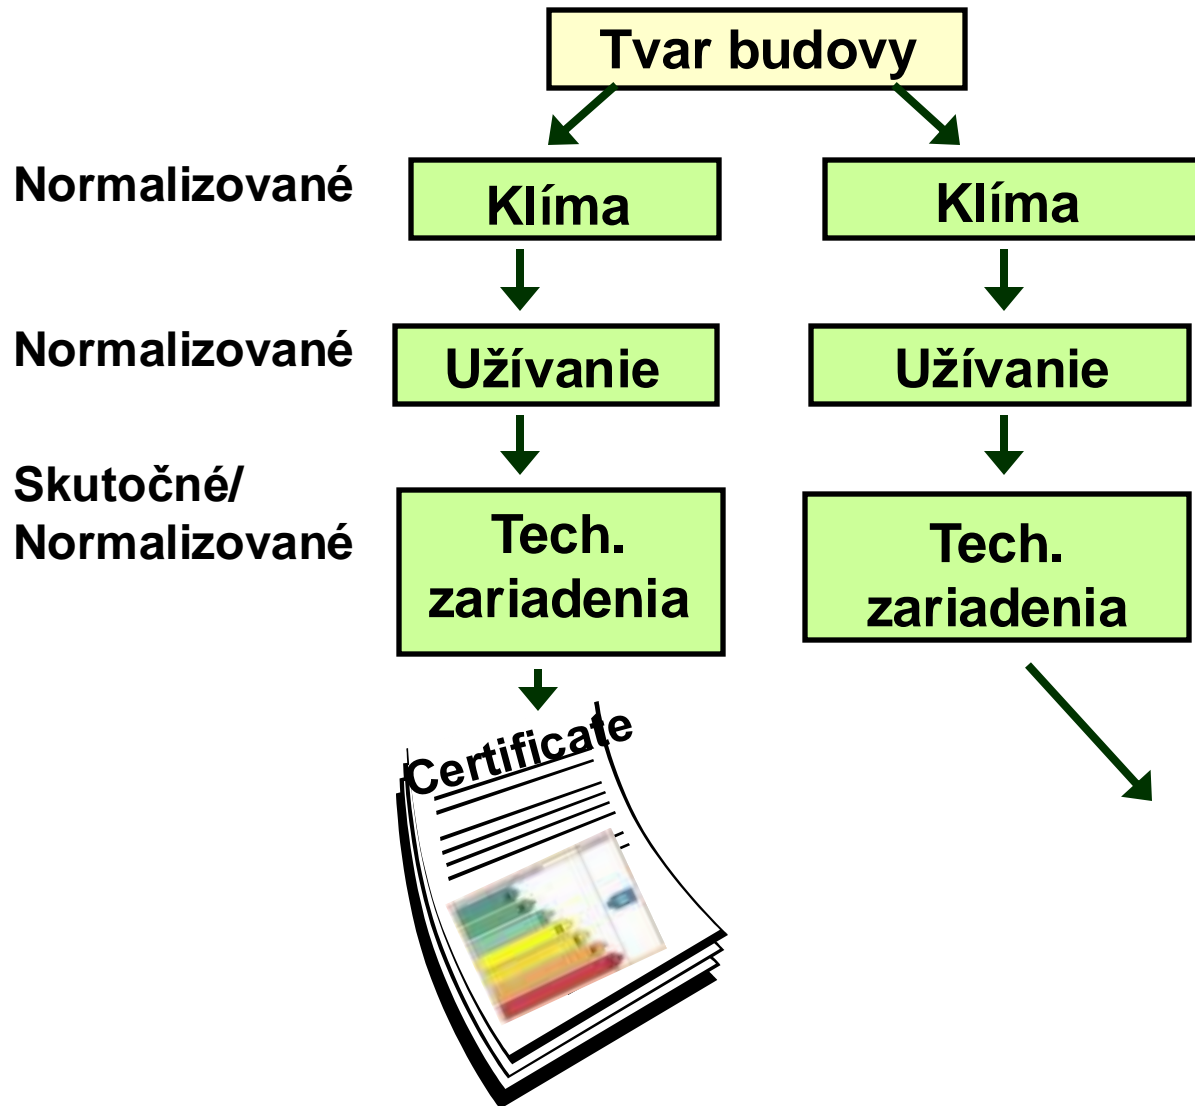 Tvar budovy
Normalizované
Klíma
Klíma
Normalizované
Užívanie
Užívanie
Skutočné/
Normalizované
Tech.
zariadenia
Tech.
zariadenia
Certificate